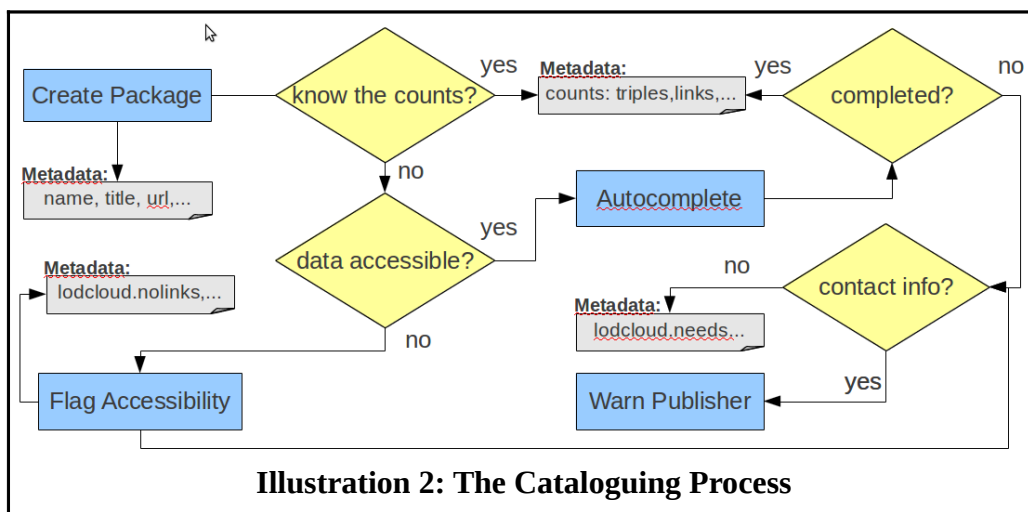 yes
Metadata:
yes
no
Create Package
know the counts?
counts: triples,links,...
completed?
no
Metadata:
name, title, url,...
Autocomplete
yes
data accessible?
Metadata:
lodcloud.nolinks,...
no
contact info?
Metadata:
lodcloud.needs...
no
Flag Accessibility
Warn Publisher
yes
Illustration 2: The Cataloguing Process